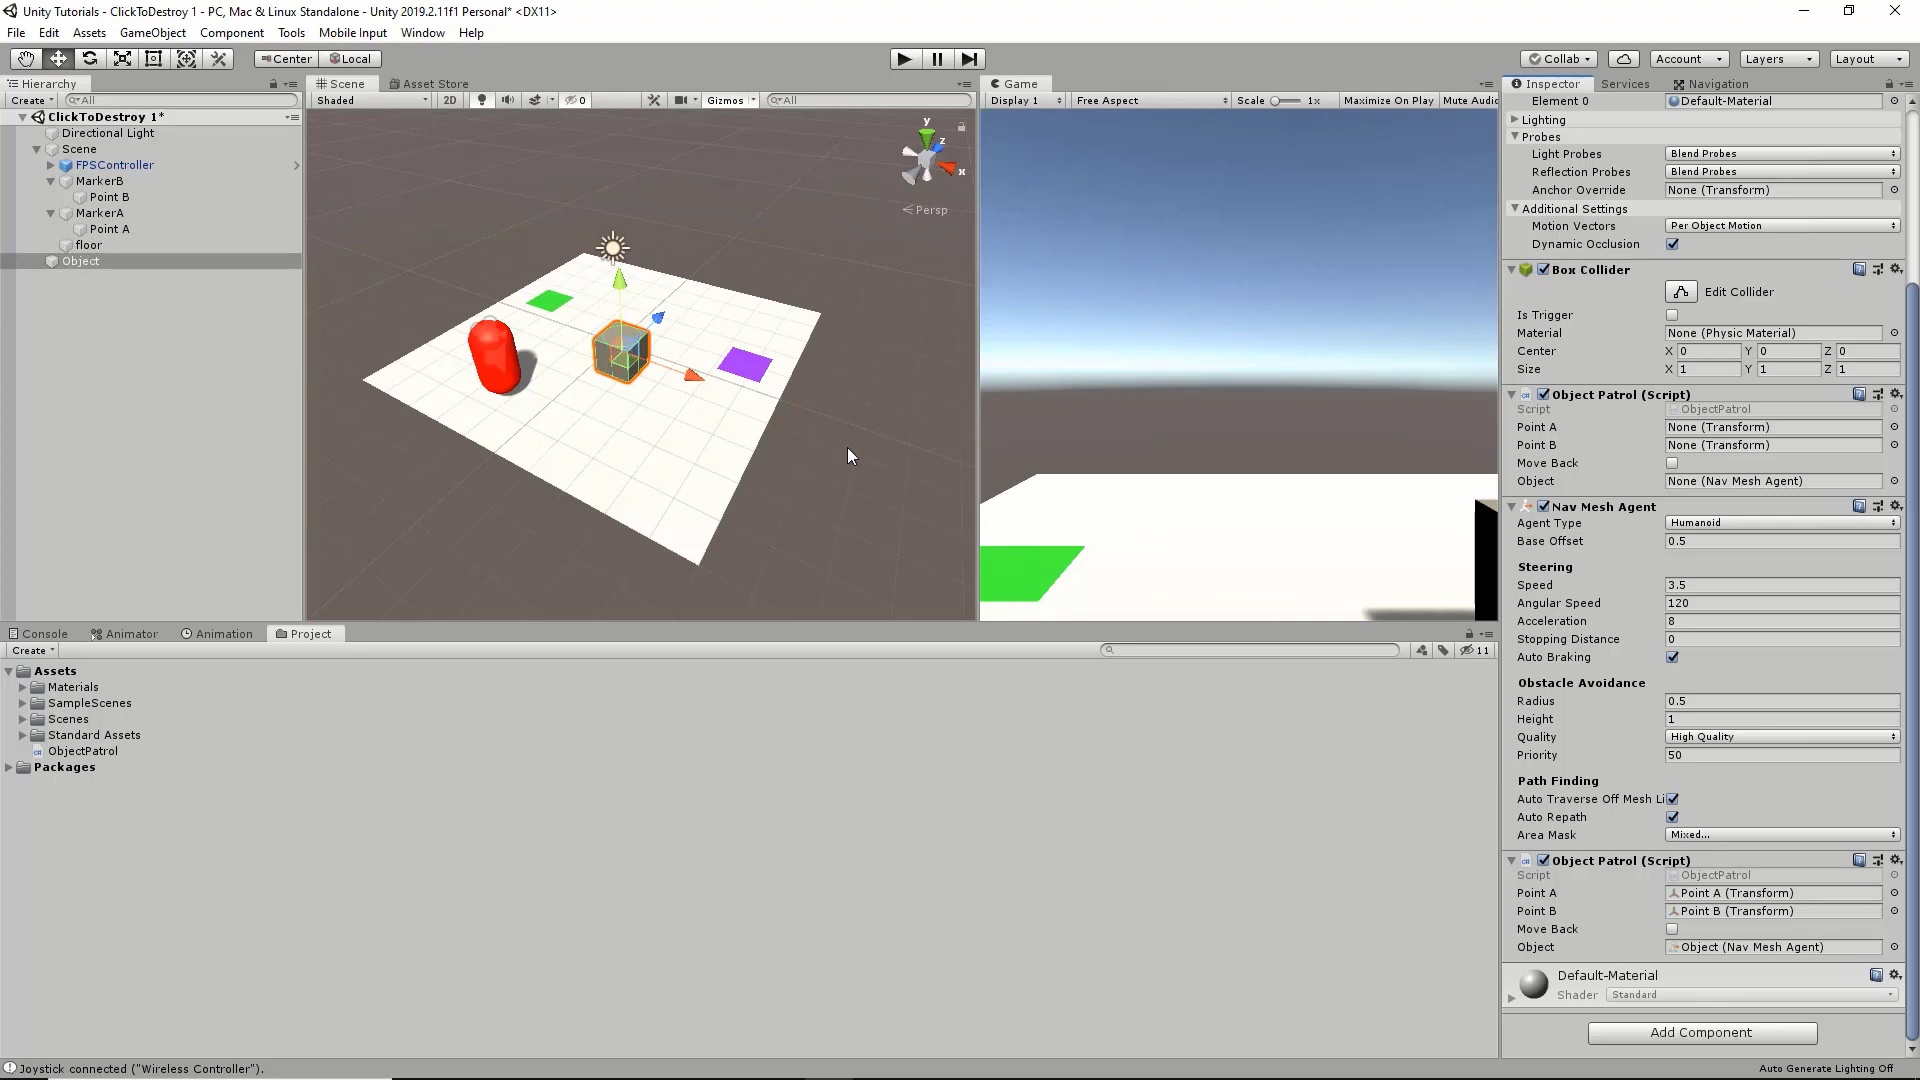 Unity Tutorials - ClickToDestroy 1 - PC, Mac & Linux Standalone - Unity 2019.2.11f1 Personal* <DX11>
File Edit Assets GameObject Component Tools Mobile Input Window Help
Center Local Collab Account Layers Layout
Hierarchy
Create All
ClickToDestroy 1*
Directional Light
Scene
FPSController
MarkerB
Point B
MarkerA
Point A
floor
Object
Scene Asset Store
Shaded 2D 0 Gizmos All
y
z
x
Persp
Game
Display 1 Free Aspect Scale 1x Maximize On Play Mute Audio
Inspector Services Navigation
Element 0 Default-Material
Lighting
Probes
Light Probes Blend Probes
Reflection Probes Blend Probes
Anchor Override None (Transform)
Additional Settings
Motion Vectors Per Object Motion
Dynamic Occlusion
Box Collider
Edit Collider
Is Trigger
Material None (Physic Material)
Center X 0 Y 0 Z 0
Size X 1 Y 1 Z 1
Object Patrol (Script)
Script ObjectPatrol
Point A None (Transform)
Point B None (Transform)
Move Back
Object None (Nav Mesh Agent)
Nav Mesh Agent
Agent Type Humanoid
Base Offset 0.5
Steering
Speed 3.5
Angular Speed 120
Acceleration 8
Stopping Distance 0
Auto Braking
Obstacle Avoidance
Radius 0.5
Height 1
Quality High Quality
Priority 50
Path Finding
Auto Traverse Off Mesh Li
Auto Repath
Area Mask Mixed...
Object Patrol (Script)
Script ObjectPatrol
Point A Point A (Transform)
Point B Point B (Transform)
Move Back
Object Object (Nav Mesh Agent)
Default-Material
Shader Standard
Add Component
Console Animator Animation Project
Create 11
Assets
Materials
SampleScenes
Scenes
Standard Assets
ObjectPatrol
Packages
Joystick connected ("Wireless Controller").
Auto Generate Lighting Off